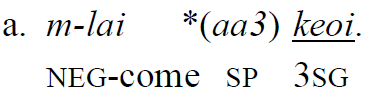 a. m-lai *(aa3) keoi.
NEG-come SP 3SG